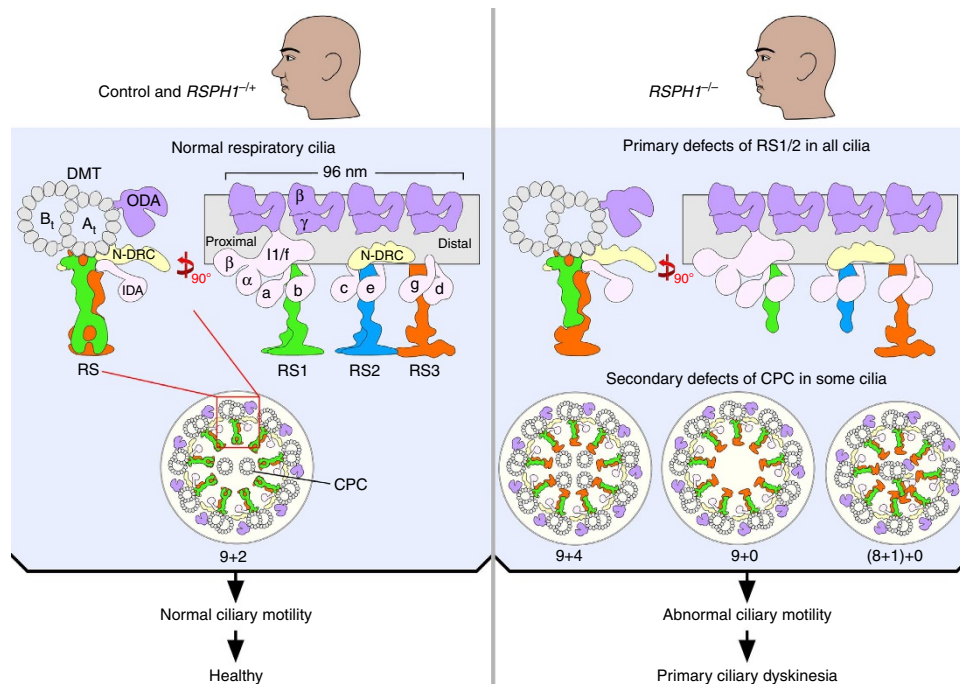 Control and RSPH1–/+
Normal respiratory cilia
DMT
96 nm
ODA
β
Bt
At
γ
Proximal
Distal
N-DRC
I1/f
N-DRC
β
90°
IDA
α
a
b
c
e
g
d
RS
RS1
RS2
RS3
CPC
9+2
Normal ciliary motility
Healthy
RSPH1–/–
Primary defects of RS1/2 in all cilia
90°
Secondary defects of CPC in some cilia
9+4
9+0
(8+1)+0
Abnormal ciliary motility
Primary ciliary dyskinesia